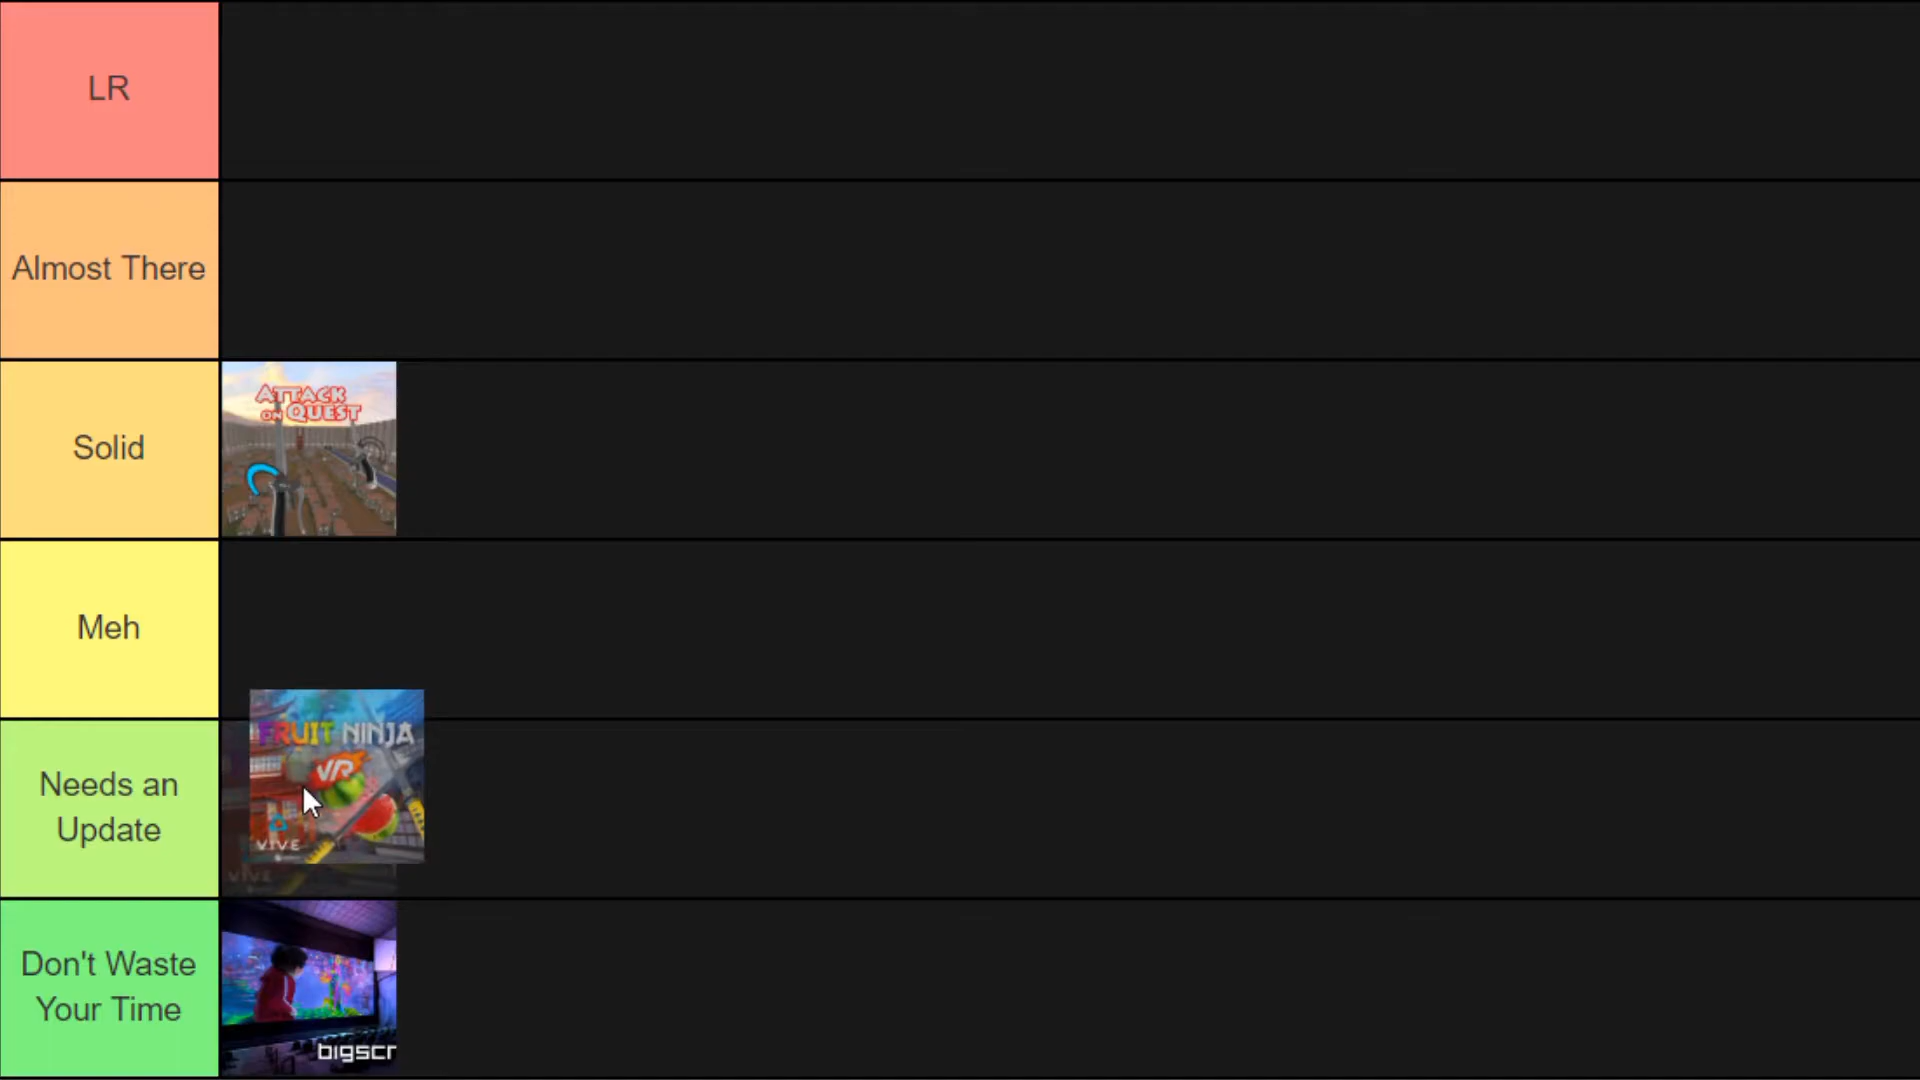 LR
Almost There
ATTACK
ON QUEST
Solid
Meh
FRUIT NINJA
VR
VIVE
Needs an
Update
VIVE
Don't Waste
Your Time
bigscr